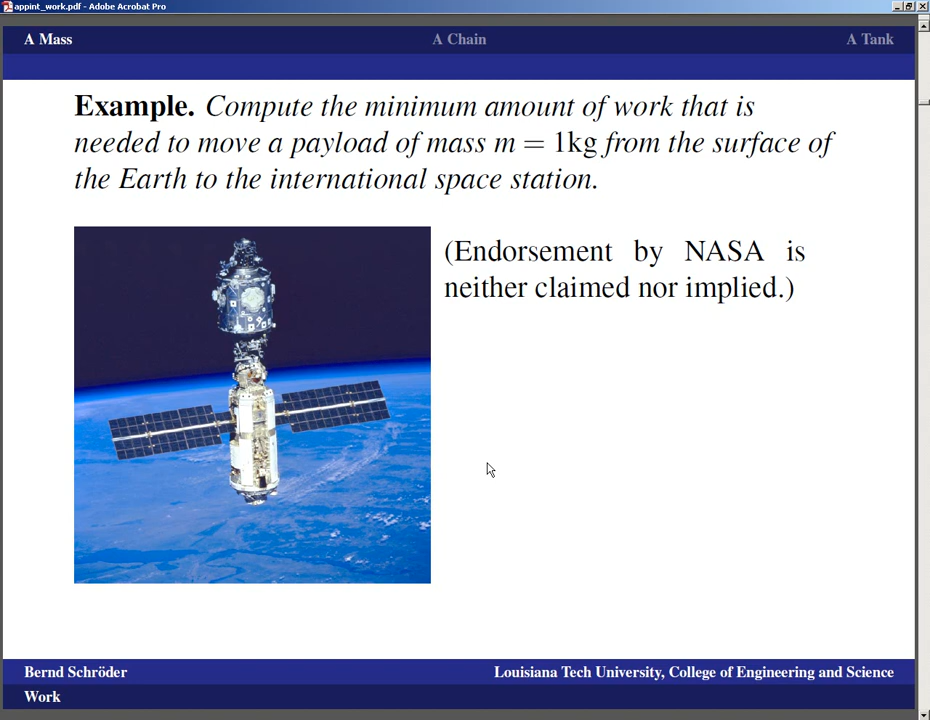 appint_work.pdf - Adobe Acrobat Pro
A Mass A Chain A Tank
Example. Compute the minimum amount of work that is
needed to move a payload of mass m = 1kg from the surface of
the Earth to the international space station.
(Endorsement by NASA is
neither claimed nor implied.)
Bernd Schröder Louisiana Tech University, College of Engineering and Science
Work